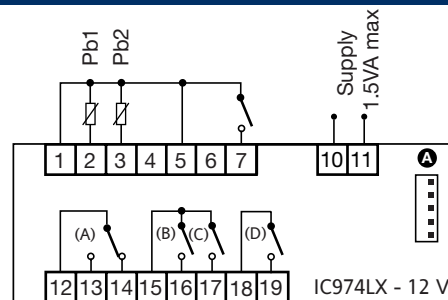 Pb1
Pb2
Supply
1.5VA max
1 2 3 4 5 6 7 10 11 A
(A) (B) (C) (D)
12 13 14 15 16 17 18 19 IC974LX - 12 V